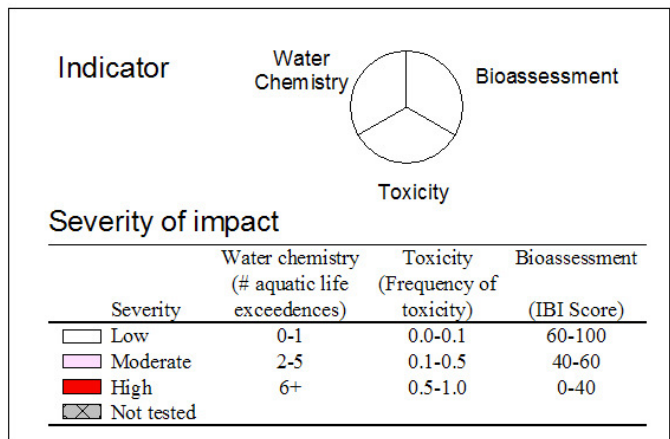 Indicator
Water
Chemistry
Bioassessment
Toxicity
Severity of impact
Water chemistry Toxicity Bioassessment
(# aquatic life (Frequency of
Severity exceedences) toxicity) (IBI Score)
Low 0-1 0.0-0.1 60-100
Moderate 2-5 0.1-0.5 40-60
High 6+ 0.5-1.0 0-40
Not tested